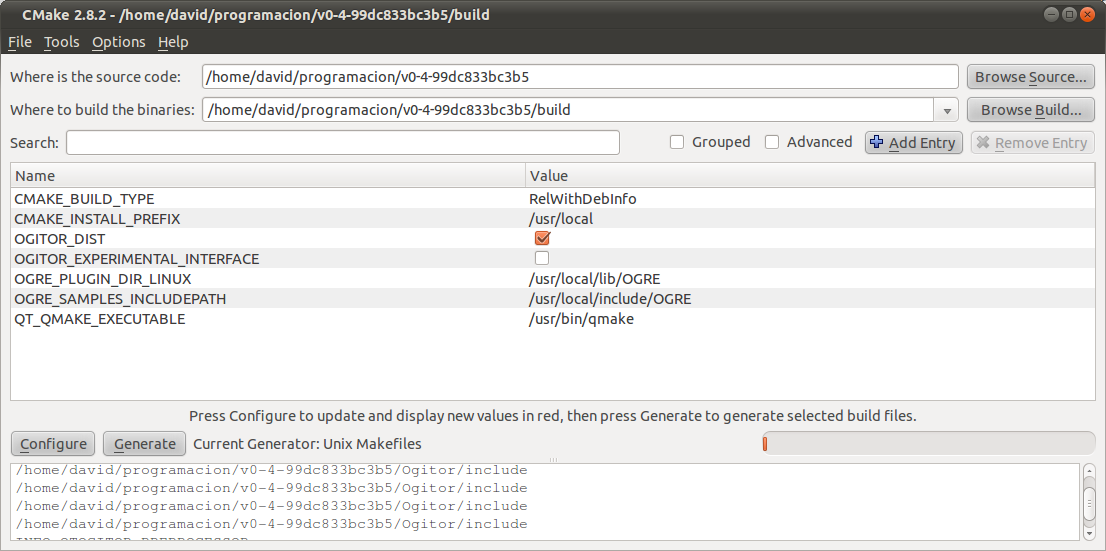 CMake 2.8.2 - /home/david/programacion/v0-4-99dc833bc3b5/build
File Tools Options Help
Where is the source code: /home/david/programacion/v0-4-99dc833bc3b5 Browse Source...
Where to build the binaries: /home/david/programacion/v0-4-99dc833bc3b5/build Browse Build...
Search: Grouped Advanced Add Entry Remove Entry
Name Value
CMAKE_BUILD_TYPE RelWithDebInfo
CMAKE_INSTALL_PREFIX /usr/local
OGITOR_DIST
OGITOR_EXPERIMENTAL_INTERFACE
OGRE_PLUGIN_DIR_LINUX /usr/local/lib/OGRE
OGRE_SAMPLES_INCLUDEPATH /usr/local/include/OGRE
QT_QMAKE_EXECUTABLE /usr/bin/qmake
Press Configure to update and display new values in red, then press Generate to generate selected build files.
Configure Generate Current Generator: Unix Makefiles
/home/david/programacion/v0-4-99dc833bc3b5/Ogitor/include
/home/david/programacion/v0-4-99dc833bc3b5/Ogitor/include
/home/david/programacion/v0-4-99dc833bc3b5/Ogitor/include
/home/david/programacion/v0-4-99dc833bc3b5/Ogitor/include